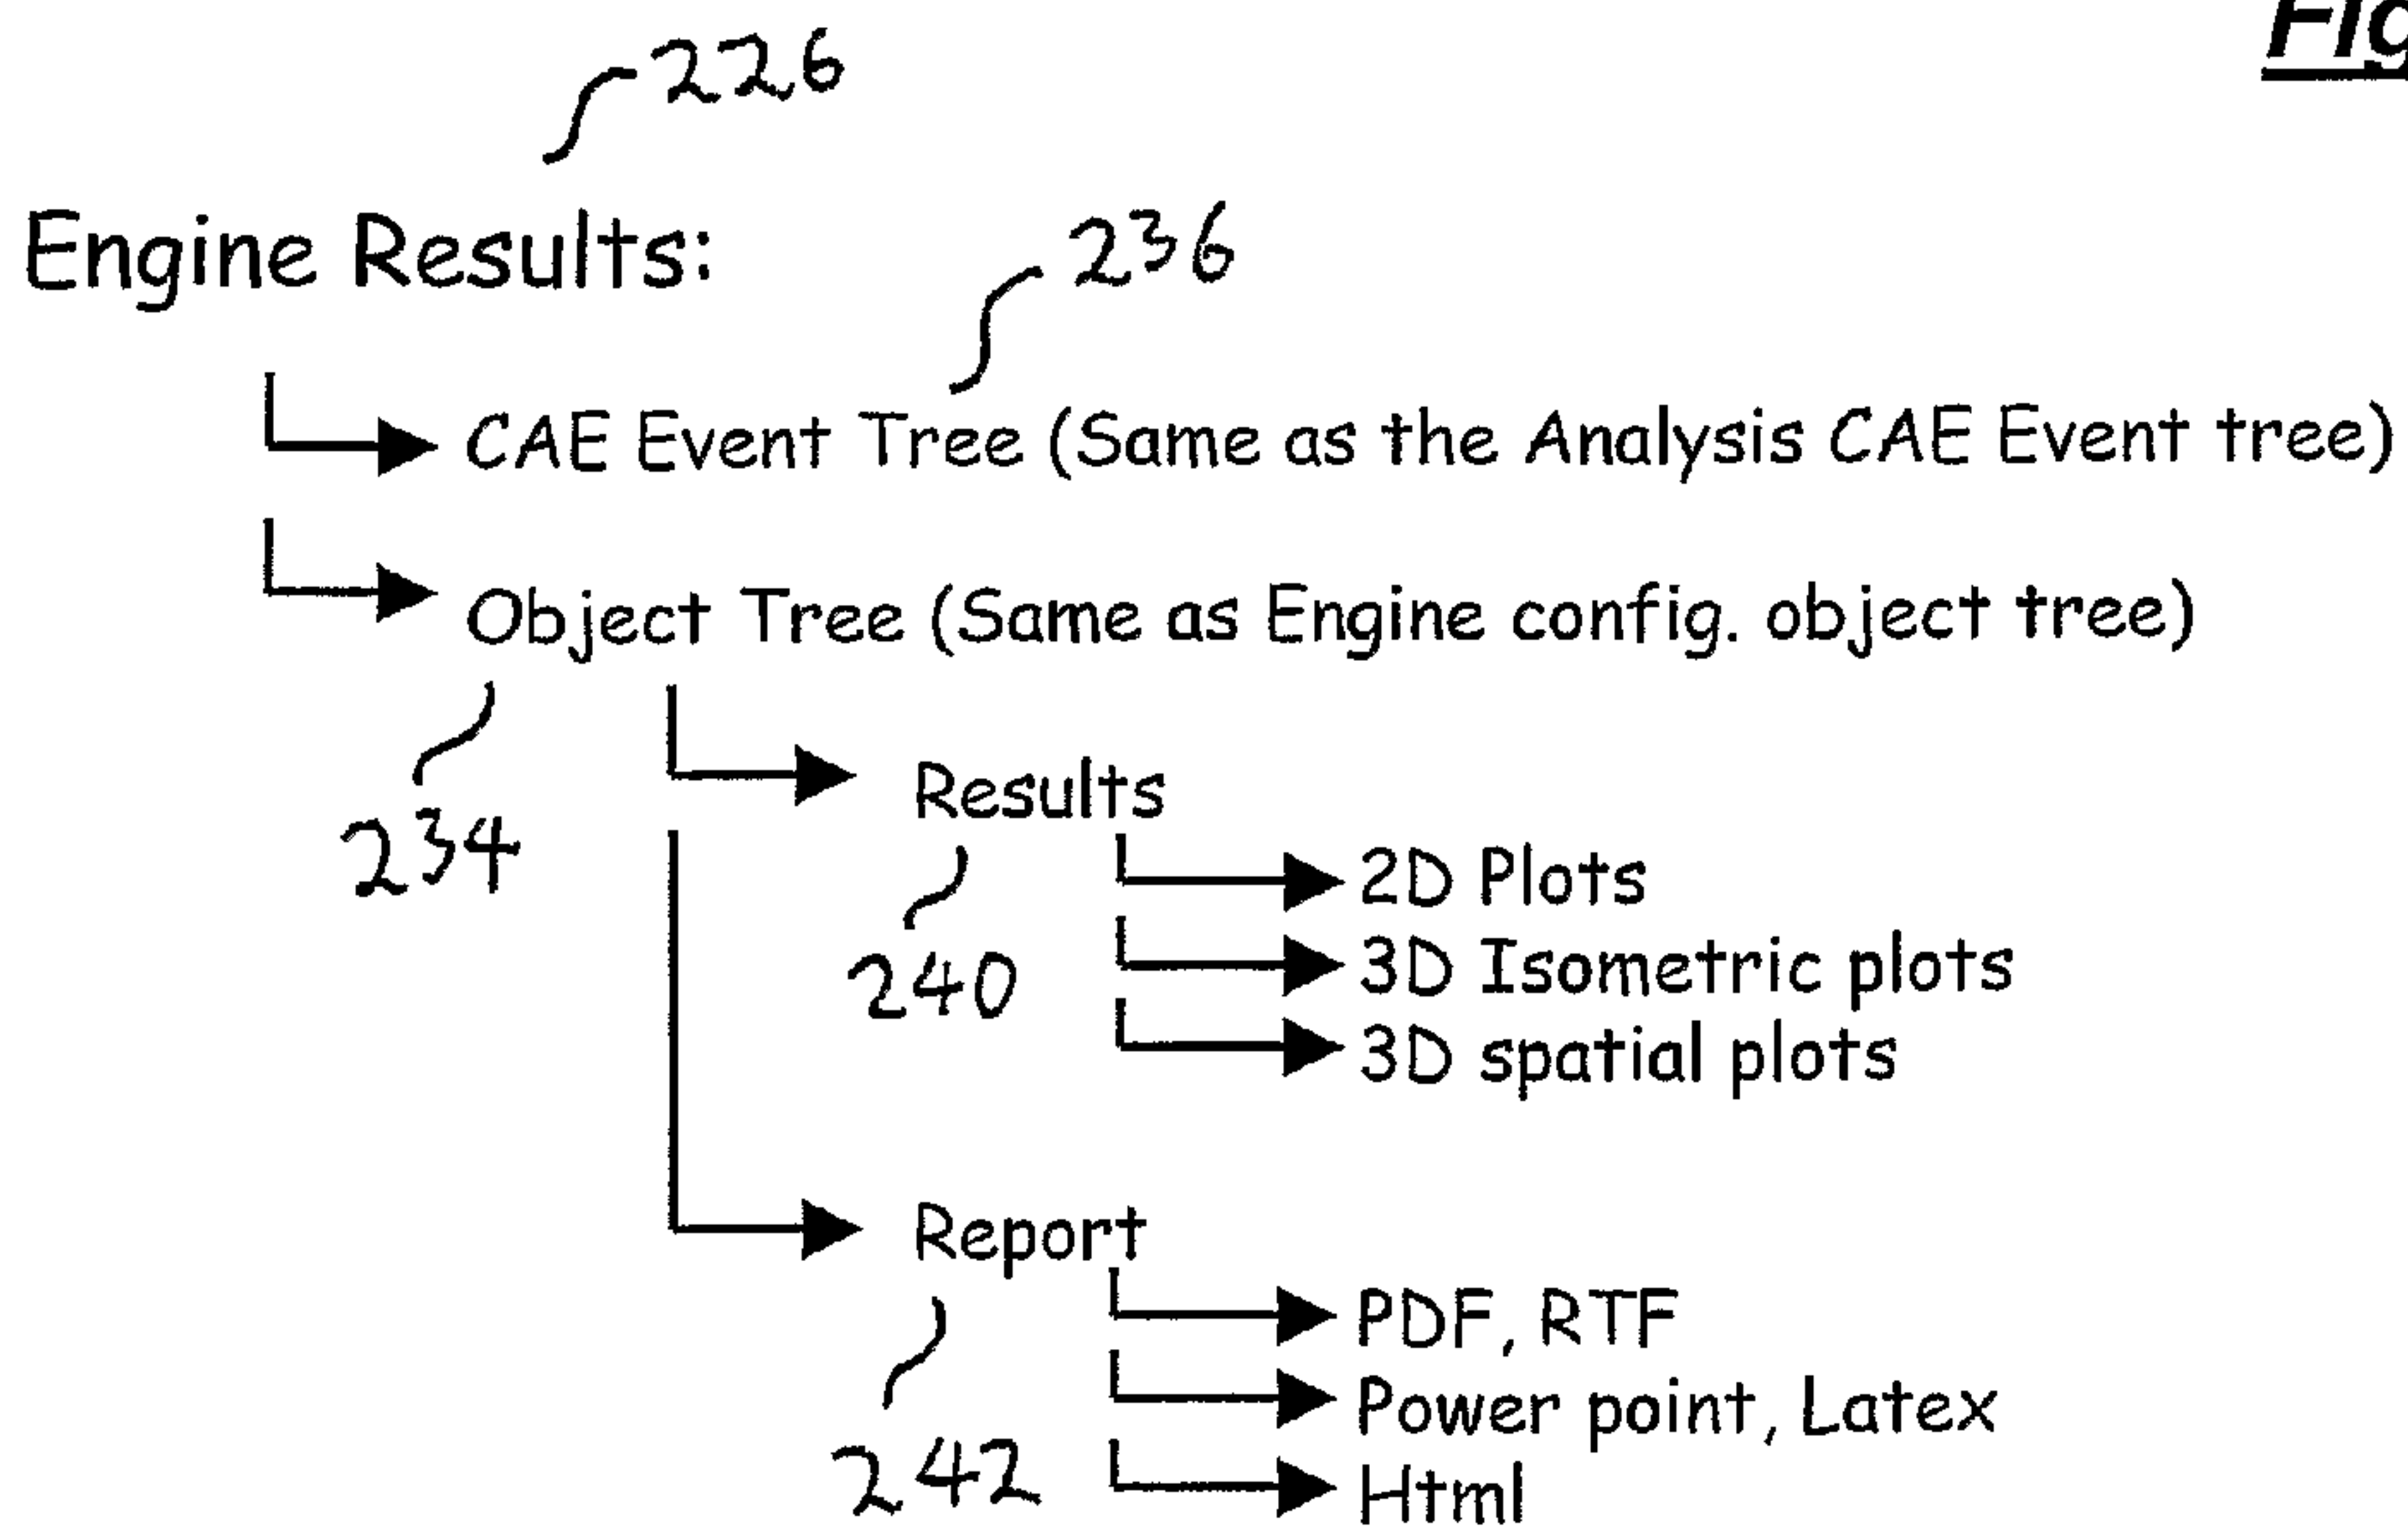 Fig
226
Engine Results:
236
CAE Event Tree (Same as the Analysis CAE Event tree)
Object Tree (Same as Engine config. object tree)
234
Results
240
2D Plots
3D Isometric plots
3D spatial plots
Report
242
PDF, RTF
Power point, Latex
Html